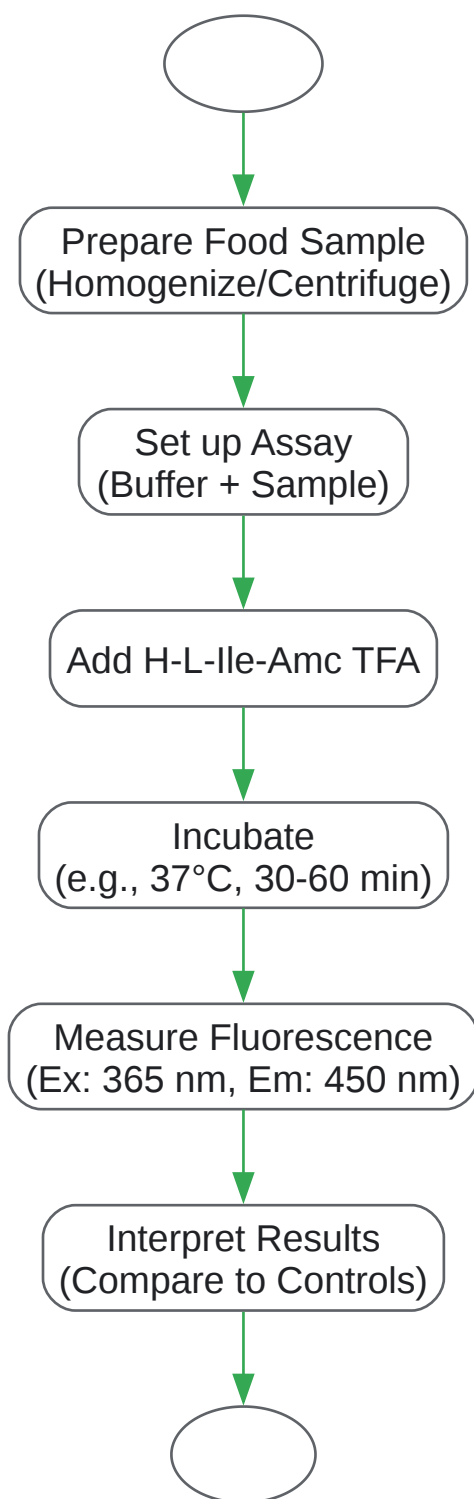 Prepare Food Sample
(Homogenize/Centrifuge)
Set up Assay
(Buffer + Sample)
Add H-L-Ile-Amc TFA
Incubate
(e.g., 37°C, 30-60 min)
Measure Fluorescence
(Ex: 365 nm, Em: 450 nm)
Interpret Results
(Compare to Controls)